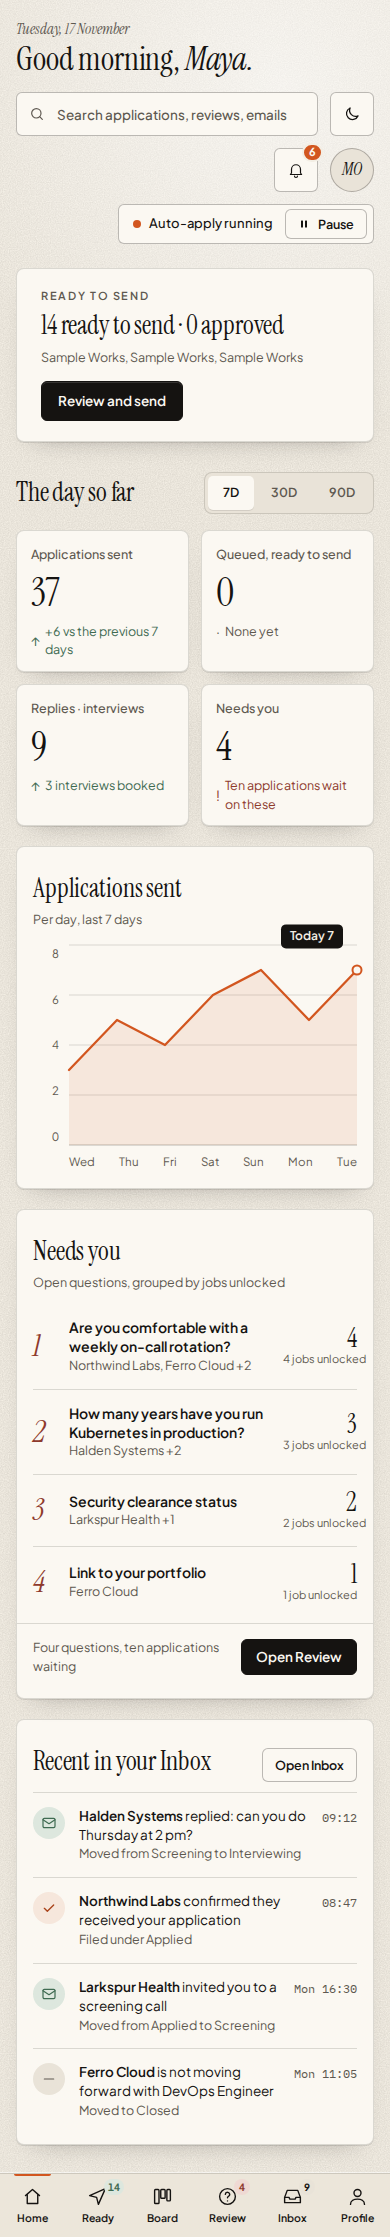 Tuesday, 17 November
Good morning, Maya.
Search applications, reviews, emails
6
MO
Auto-apply running
Pause
READY TO SEND
14 ready to send · 0 approved
Sample Works, Sample Works, Sample Works
Review and send
The day so far
7D 30D 90D
Applications sent
37
↑ +6 vs the previous 7
days
Queued, ready to send
0
· None yet
Replies · interviews
9
↑ 3 interviews booked
Needs you
4
! Ten applications wait
on these
Applications sent
Per day, last 7 days
Today 7
8
6
4
2
0
Wed Thu Fri Sat Sun Mon Tue
Needs you
Open questions, grouped by jobs unlocked
1
Are you comfortable with a
weekly on-call rotation?
Northwind Labs, Ferro Cloud +2
4
4 jobs unlocked
2
How many years have you run
Kubernetes in production?
Halden Systems +2
3
3 jobs unlocked
3
Security clearance status
Larkspur Health +1
2
2 jobs unlocked
4
Link to your portfolio
Ferro Cloud
1
1 job unlocked
Four questions, ten applications
waiting
Open Review
Recent in your Inbox
Open Inbox
Halden Systems replied: can you do
Thursday at 2 pm?
Moved from Screening to Interviewing
09:12
Northwind Labs confirmed they
received your application
Filed under Applied
08:47
Larkspur Health invited you to a
screening call
Moved from Applied to Screening
Mon 16:30
Ferro Cloud is not moving
forward with DevOps Engineer
Moved to Closed
Mon 11:05
Home
14
Ready
Board
4
Review
9
Inbox
Profile